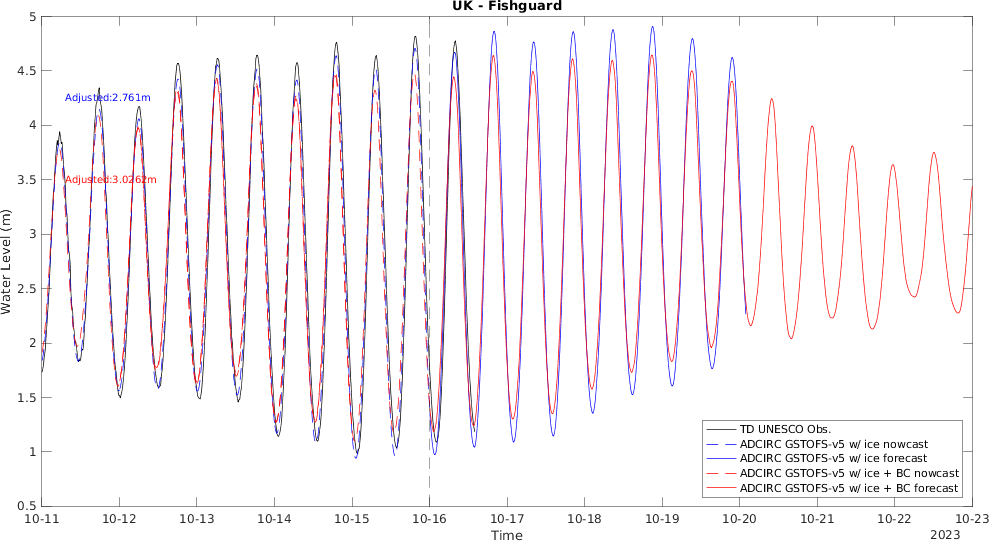 UK - Fishguard
5
4.5
4
3.5
3
2.5
2
1.5
1
0.5
Water Level (m)
Adjusted:2.761m
Adjusted:3.0262m
TD UNESCO Obs.
ADCIRC GSTOFS-v5 w/ ice nowcast
ADCIRC GSTOFS-v5 w/ ice forecast
ADCIRC GSTOFS-v5 w/ ice + BC nowcast
ADCIRC GSTOFS-v5 w/ ice + BC forecast
10-11 10-12 10-13 10-14 10-15 10-16 10-17 10-18 10-19 10-20 10-21 10-22 10-23
Time
2023